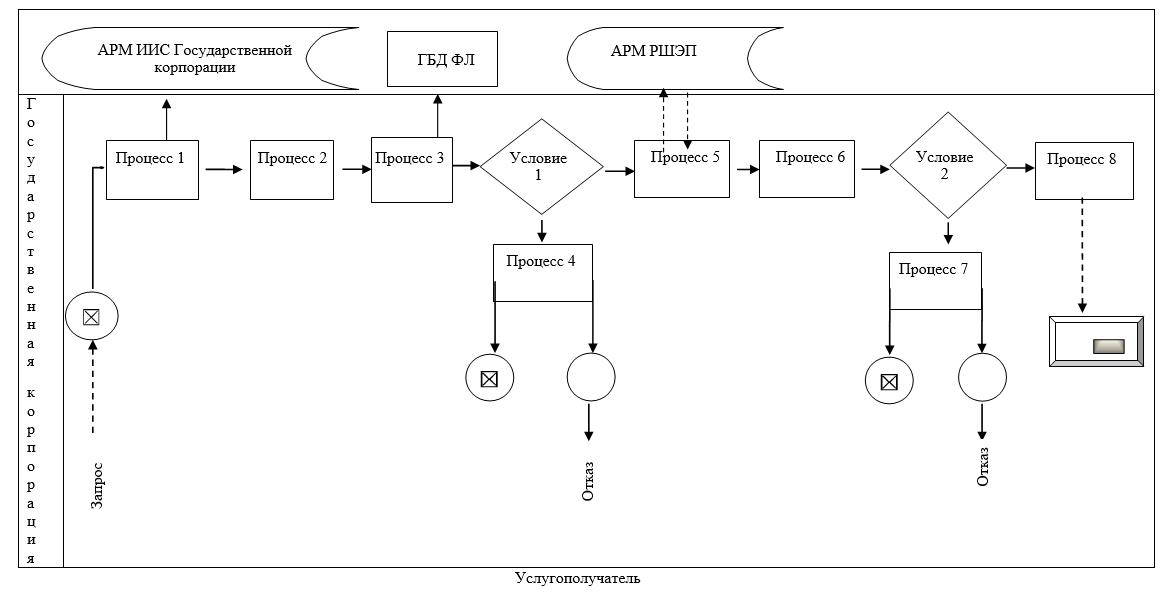 АРМ ИИС Государственной
корпорации
ГБД ФЛ
АРМ РШЭП
Государственная корпорация
Процесс 1
Процесс 2
Процесс 3
Условие
1
Процесс 5
Процесс 6
Условие
2
Процесс 8
Процесс 4
Процесс 7
Запрос
Отказ
Отказ
Услугополучатель